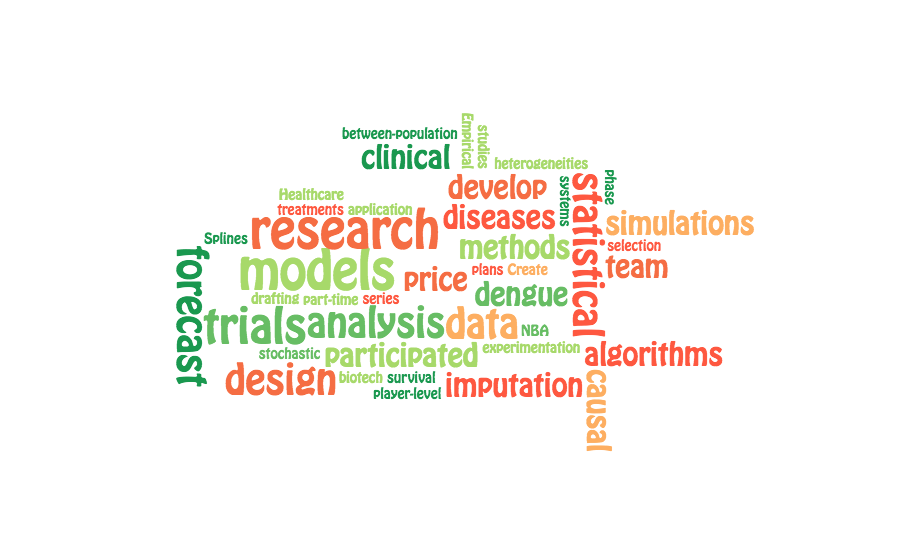 between-population
Empirical
studies
clinical
heterogeneities
develop
systems
statistical
phase
Healthcare
treatments
application
diseases
simulations
research
Splines
methods
selection
forecast
models
price
plans
Create
team
dengue
drafting
part-time
series
trials
analysis
data
NBA
stochastic
participated
experimentation
algorithms
design
biotech
survival
imputation
causal
player-level